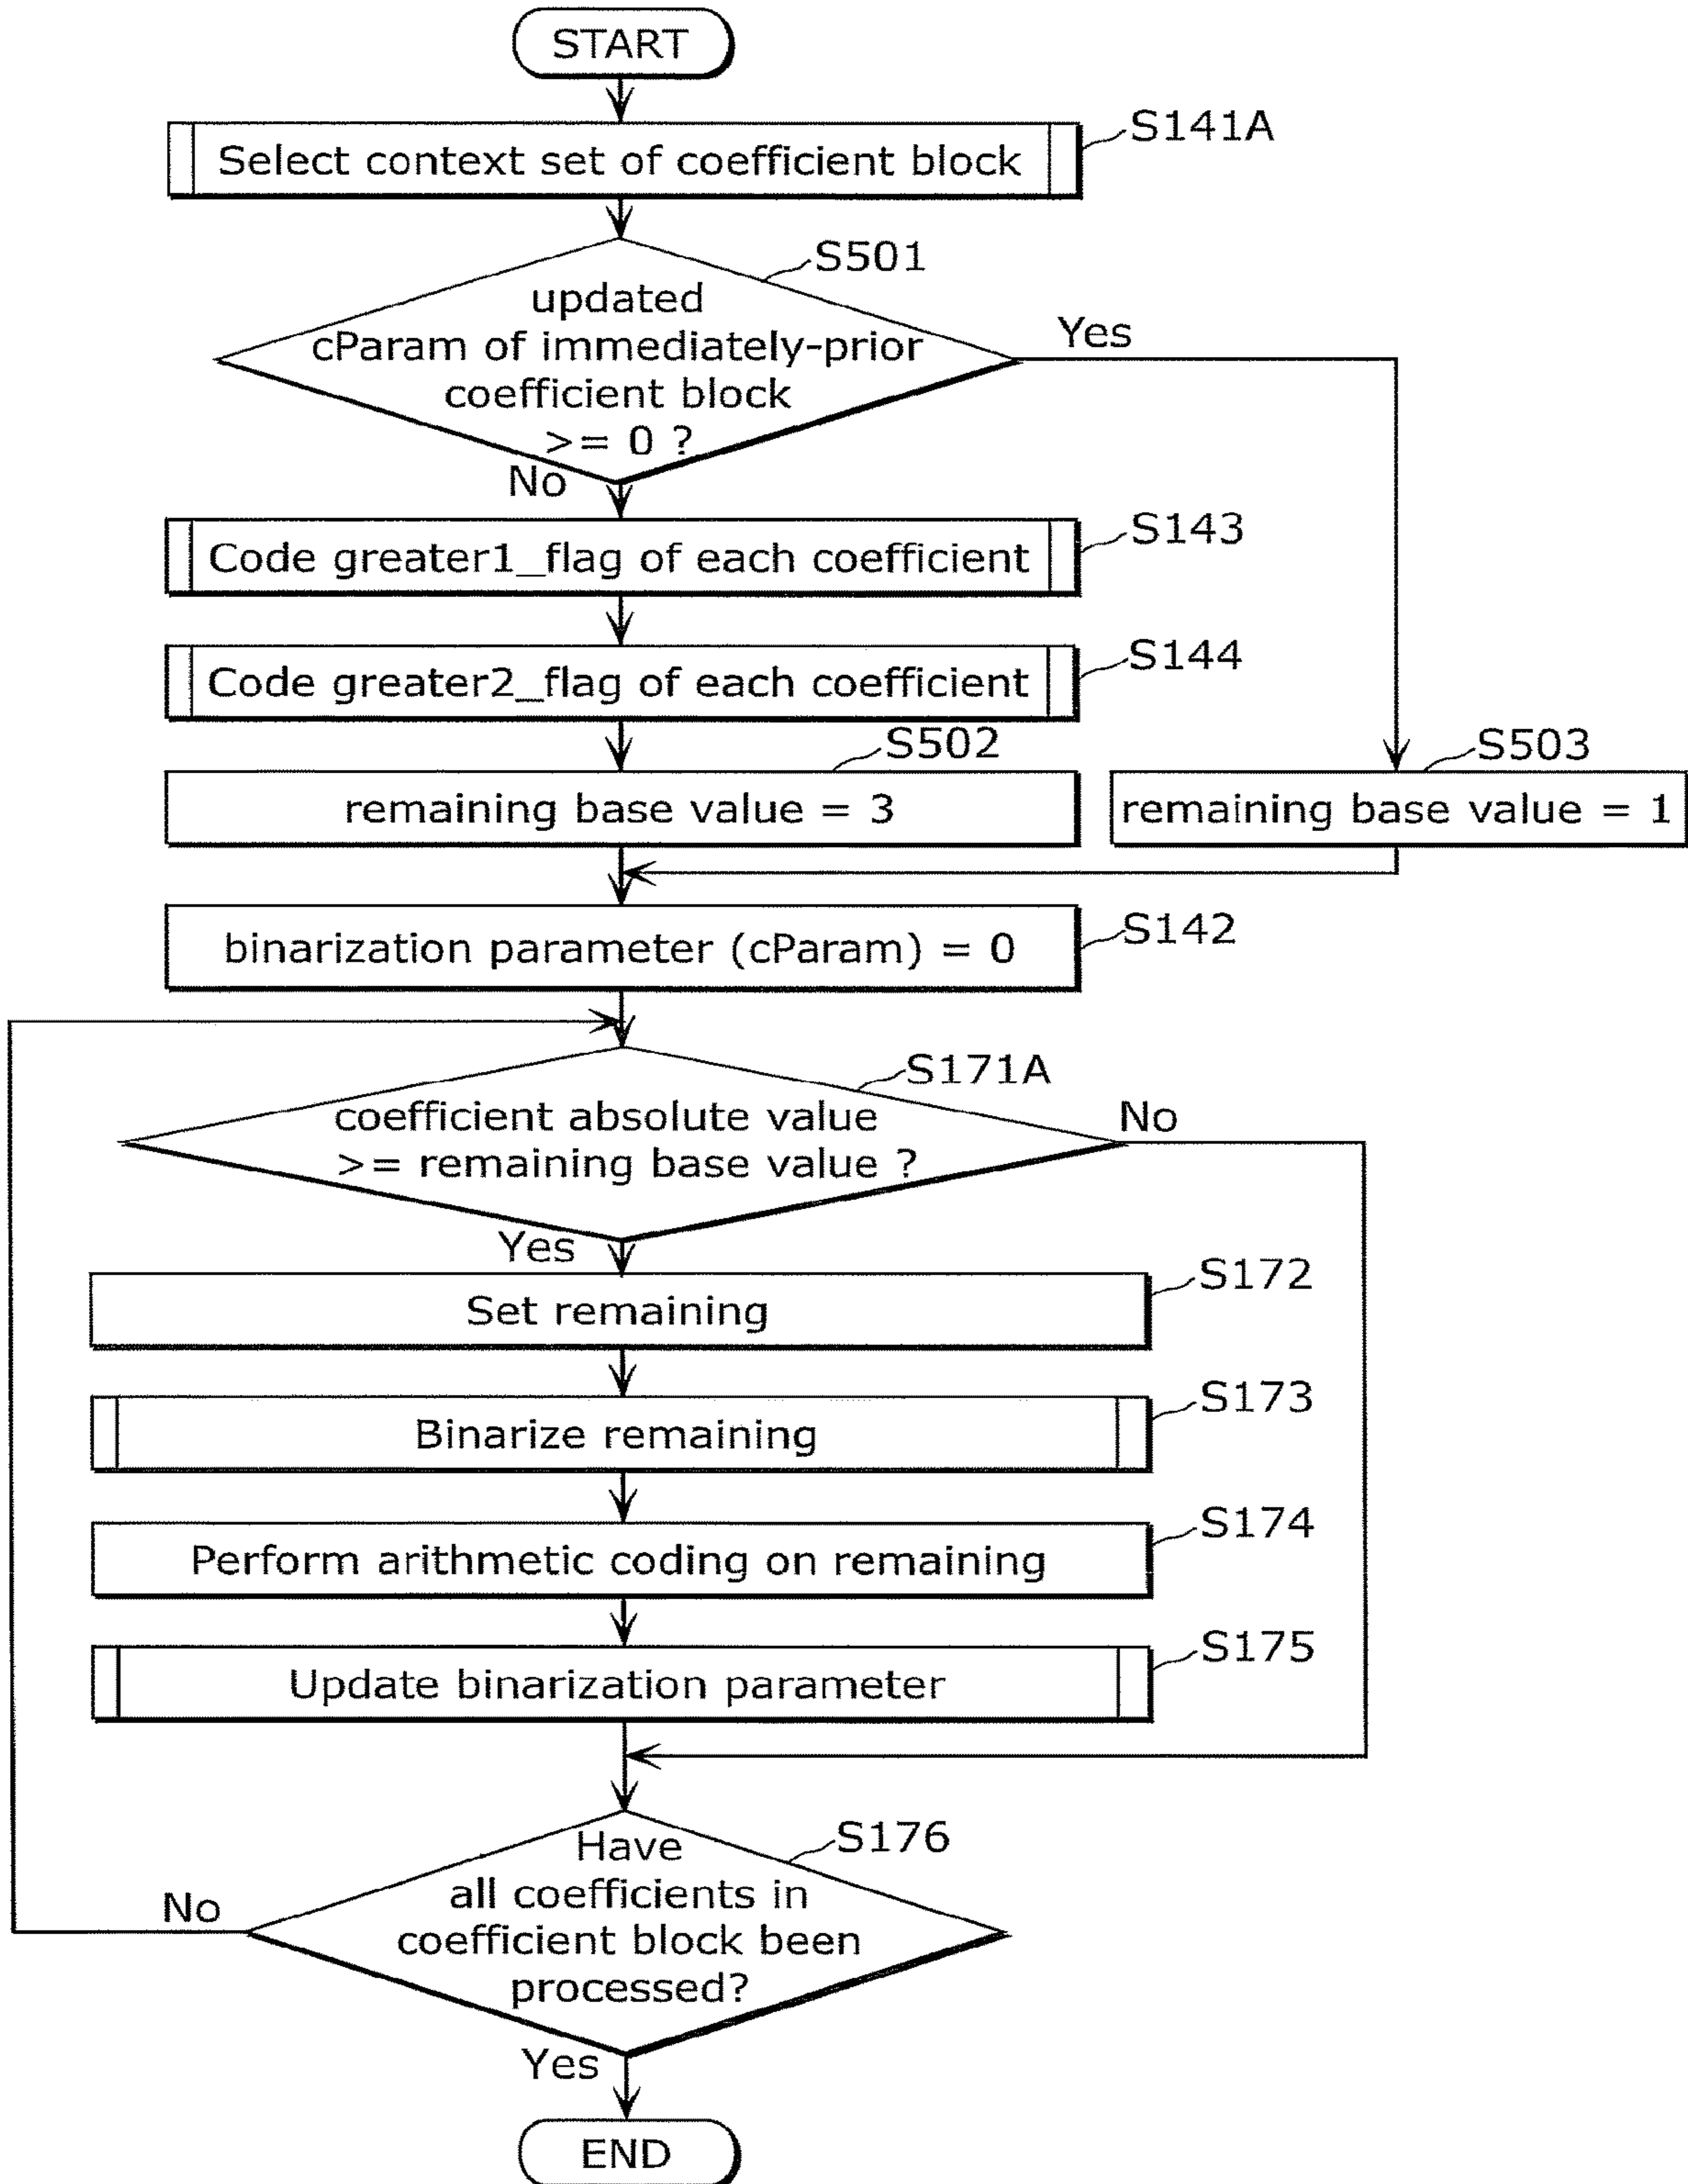 START
Select context set of coefficient block
S141A
S501
updated
cParam of immediately-prior
coefficient block
>= 0 ?
Yes
No
Code greater1_flag of each coefficient
S143
Code greater2_flag of each coefficient
S144
S502
remaining base value = 3
S503
remaining base value = 1
binarization parameter (cParam) = 0
S142
S171A
coefficient absolute value
>= remaining base value ?
No
Yes
Set remaining
S172
Binarize remaining
S173
Perform arithmetic coding on remaining
S174
Update binarization parameter
S175
S176
Have
all coefficients in
coefficient block been
processed?
No
Yes
END